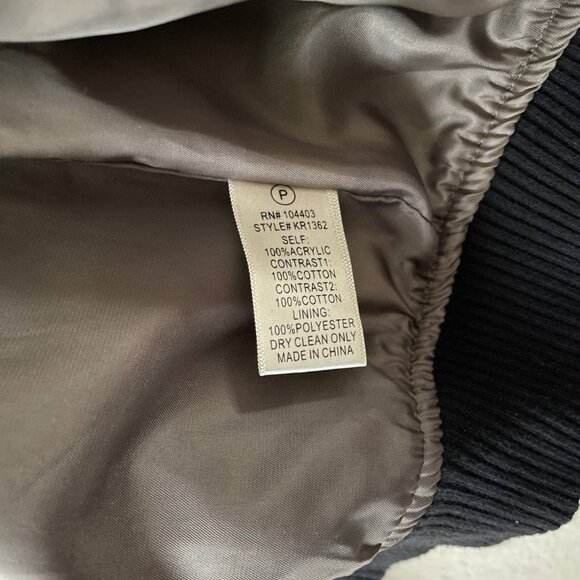 P
RN# 104403
STYLE# KR1362
SELF:
100%ACRYLIC
CONTRAST1:
100%COTTON
CONTRAST2:
100%COTTON
LINING:
100%POLYESTER
DRY CLEAN ONLY
MADE IN CHINA